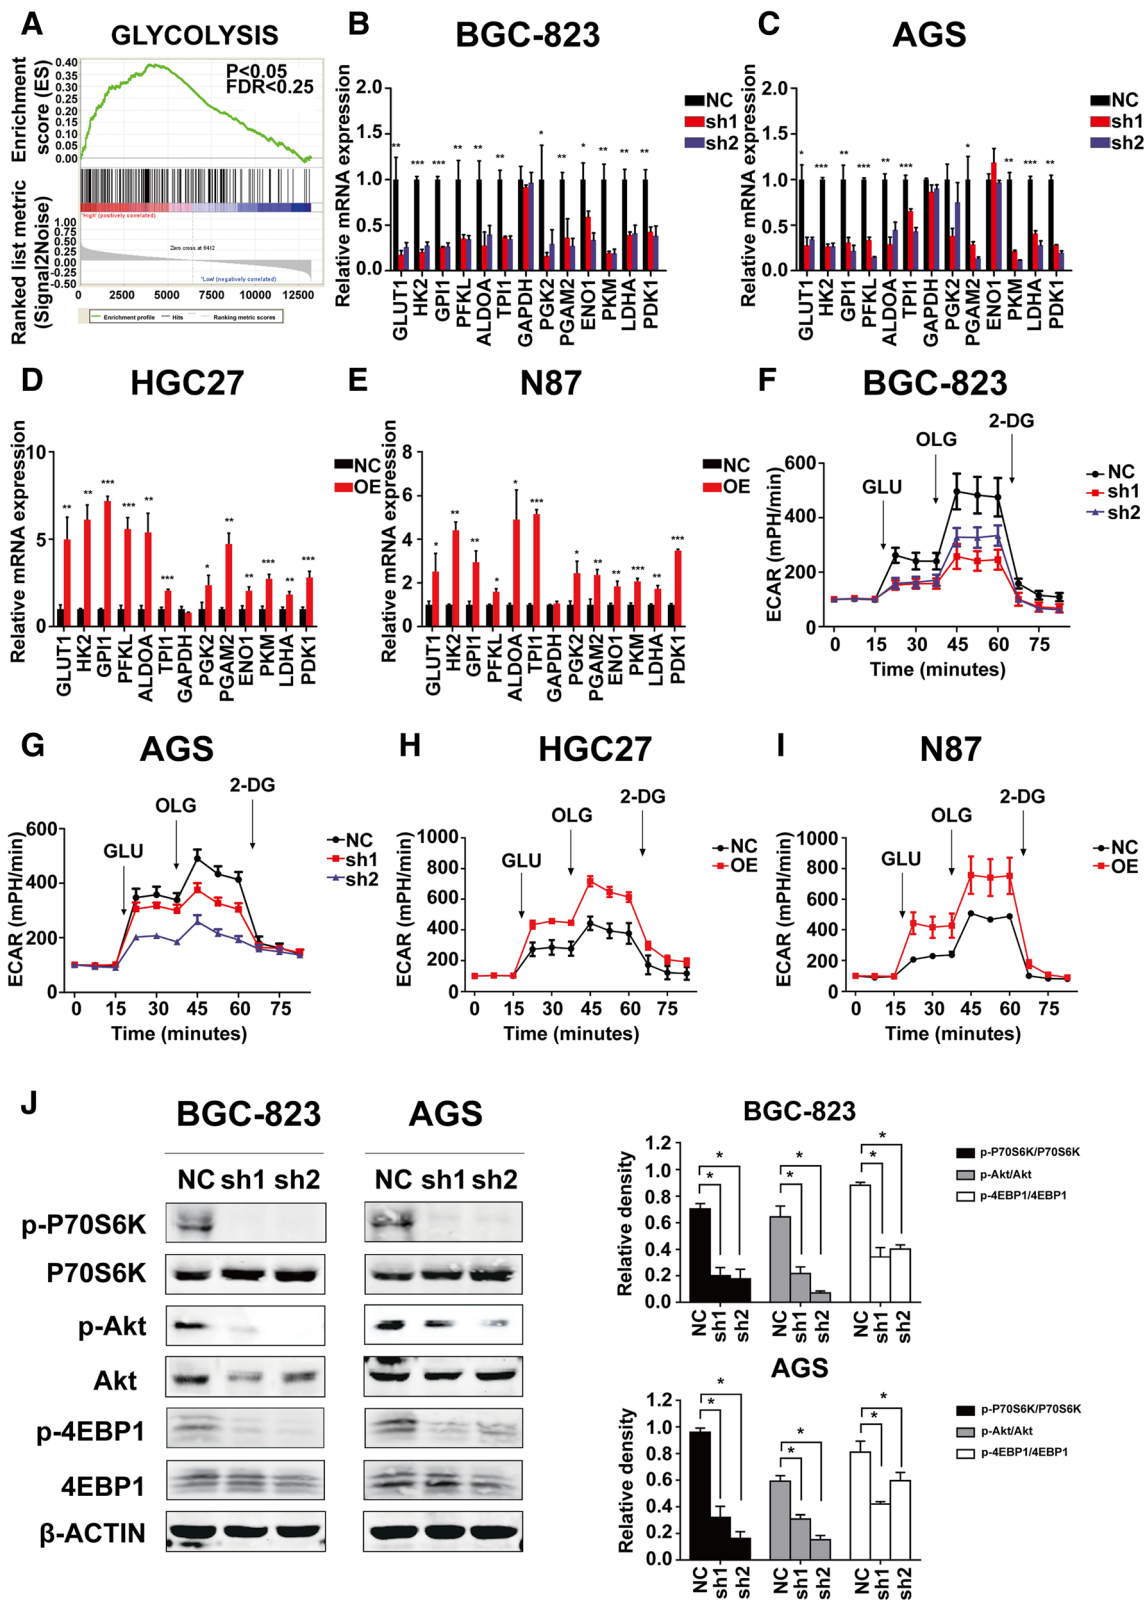 A
GLYCOLYSIS
P<0.05
FDR<0.25
Enrichment score (ES)
0.40
0.35
0.30
0.25
0.20
0.15
0.10
0.05
0.00
'High' (positively correlated)
Ranked list metric (Signal2Noise)
1.00
0.75
0.50
0.25
0.00
-0.25
-0.50
Zero cross at 6412
'Low' (negatively correlated)
0 2500 5000 7500 10000 12500
Enrichment profile Hits Ranking metric scores
B
BGC-823
Relative mRNA expression
2.0
1.5
1.0
0.5
0.0
** *** *** ** ** ** * ** * ** ** **
NC
sh1
sh2
GLUT1 HK2 GPI1 PFKL ALDOA TPI1 GAPDH PGK2 PGAM2 ENO1 PKM LDHA PDK1
C
AGS
Relative mRNA expression
2.0
1.5
1.0
0.5
0.0
* *** ** *** ** *** * ** *** **
NC
sh1
sh2
GLUT1 HK2 GPI1 PFKL ALDOA TPI1 GAPDH PGK2 PGAM2 ENO1 PKM LDHA PDK1
D
HGC27
Relative mRNA expression
10
5
0
** ** *** *** ** *** * ** ** *** ** ***
NC
OE
GLUT1 HK2 GPI1 PFKL ALDOA TPI1 GAPDH PGK2 PGAM2 ENO1 PKM LDHA PDK1
E
N87
Relative mRNA expression
8
6
4
2
0
* ** ** * * *** * ** ** *** ** ***
NC
OE
GLUT1 HK2 GPI1 PFKL ALDOA TPI1 GAPDH PGK2 PGAM2 ENO1 PKM LDHA PDK1
F
BGC-823
ECAR (mPH/min)
600
400
200
0
GLU
OLG
2-DG
NC
sh1
sh2
0 15 30 45 60 75
Time (minutes)
G
AGS
ECAR (mPH/min)
600
400
200
0
GLU
OLG
2-DG
NC
sh1
sh2
0 15 30 45 60 75
Time (minutes)
H
HGC27
ECAR (mPH/min)
1000
800
600
400
200
0
GLU
OLG
2-DG
NC
OE
0 15 30 45 60 75
Time (minutes)
I
N87
ECAR (mPH/min)
1000
800
600
400
200
0
GLU
OLG
2-DG
NC
OE
0 15 30 45 60 75
Time (minutes)
J
BGC-823 AGS
NC sh1 sh2 NC sh1 sh2
p-P70S6K
P70S6K
p-Akt
Akt
p-4EBP1
4EBP1
β-ACTIN
BGC-823
Relative density
1.2
1.0
0.8
0.6
0.4
0.2
0.0
* * * * * *
p-P70S6K/P70S6K
p-Akt/Akt
p-4EBP1/4EBP1
NC sh1 sh2 NC sh1 sh2 NC sh1 sh2
AGS
Relative density
1.2
1.0
0.8
0.6
0.4
0.2
0.0
* * * * * *
p-P70S6K/P70S6K
p-Akt/Akt
p-4EBP1/4EBP1
NC sh1 sh2 NC sh1 sh2 NC sh1 sh2